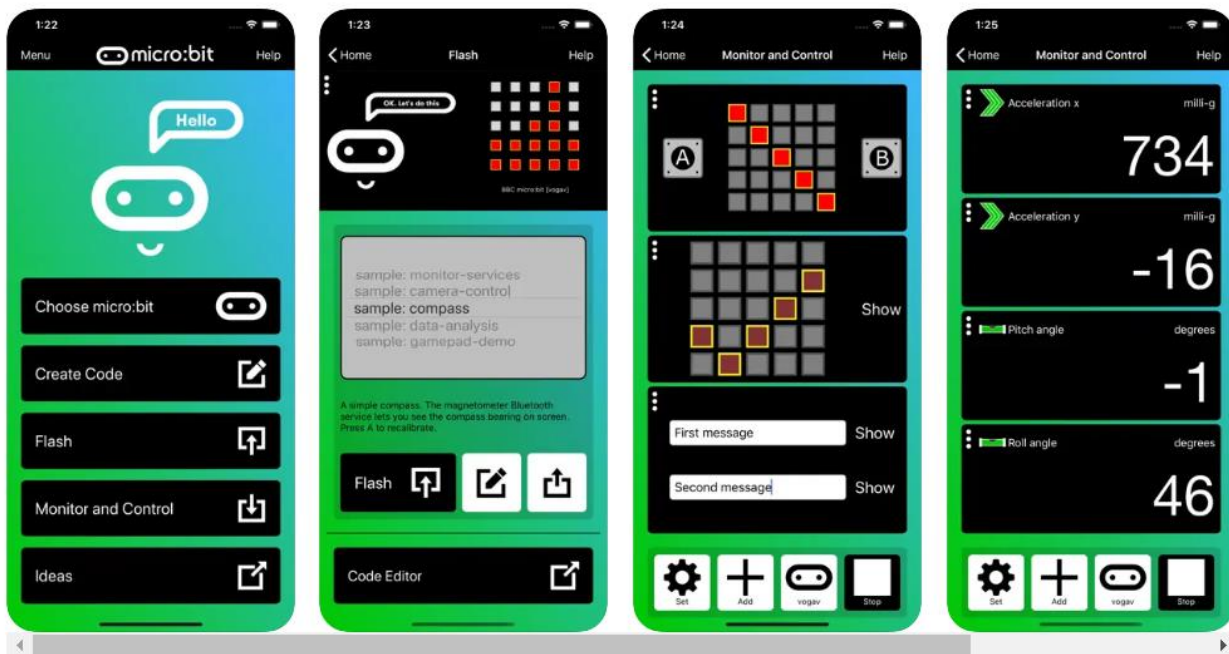 1:22
Menu
micro:bit
Help
Hello
Choose micro:bit
Create Code
Flash
Monitor and Control
Ideas
1:23
Home
Flash
Help
OK. Let's do this
BBC micro:bit [vogav]
sample: monitor-services
sample: camera-control
sample: compass
sample: data-analysis
sample: gamepad-demo
A simple compass. The magnetometer Bluetooth
service lets you see the compass bearing on screen.
Press A to recalibrate.
Flash
Code Editor
1:24
Home
Monitor and Control
Help
A
B
Show
First message
Show
Second message
Show
Set
Add
vogav
Stop
1:25
Home
Monitor and Control
Help
Acceleration x
milli-g
734
Acceleration y
milli-g
-16
Pitch angle
degrees
-1
Roll angle
degrees
46
Set
Add
vogav
Stop